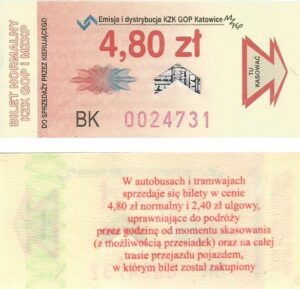 BILET NORMALNY
KZK GOP i MZKP
DO SPRZEDAŻY PRZEZ KIERUJĄCEGO
Emisja i dystrybucja KZK GOP Katowice
4,80 zł
TU
KASOWAĆ
BK 0024731
W autobusach i tramwajach
sprzedaje się bilety w cenie
4,80 zł normalny i 2,40 zł ulgowy,
uprawniające do podróży
przez godzinę od momentu skasowania
(z możliwością przesiadek) oraz na całej
trasie przejazdu pojazdem,
w którym bilet został zakupiony